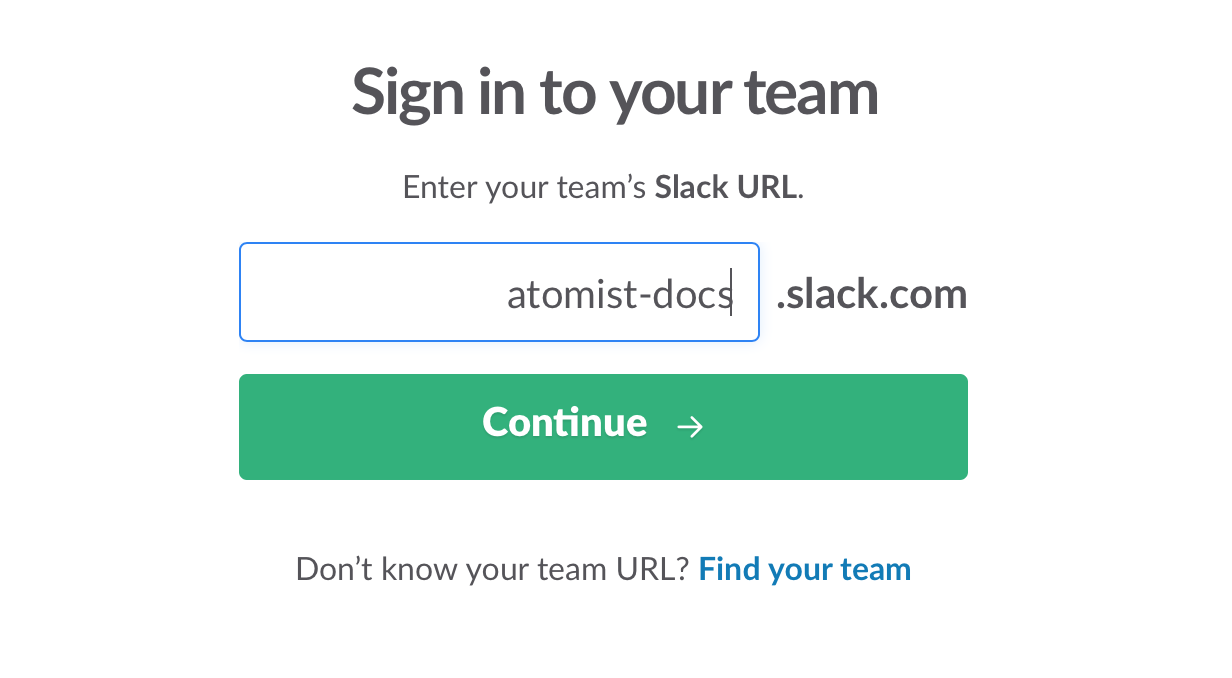 Sign in to your team
Enter your team’s Slack URL.
atomist-docs .slack.com
Continue →
Don’t know your team URL? Find your team